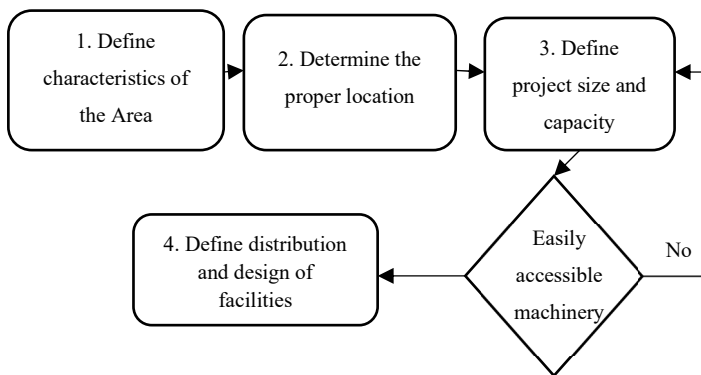 1. Define
characteristics of
the Area
2. Determine the
proper location
3. Define
project size and
capacity
4. Define distribution
and design of
facilities
Easily
accessible
machinery
No